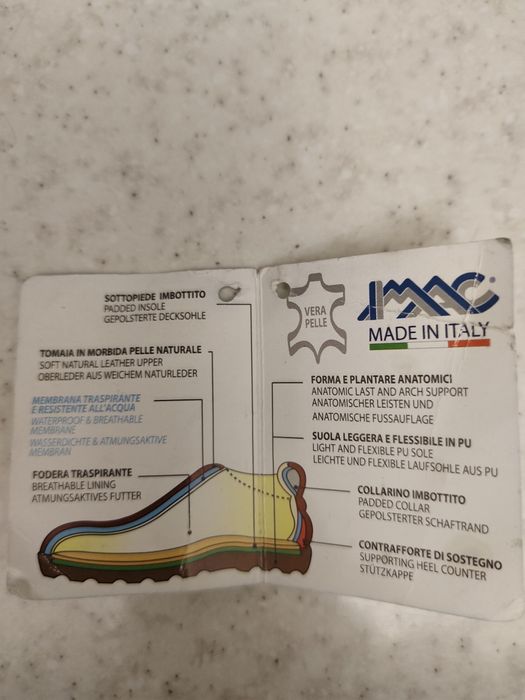 SOTTOPIEDE IMBOTTITO
PADDED INSOLE
GEPOLSTERTE DECKSOHLE
TOMAIA IN MORBIDA PELLE NATURALE
SOFT NATURAL LEATHER UPPER
OBERLEDER AUS WEICHEM NATURLEDER
MEMBRANA TRASPIRANTE
E RESISTENTE ALL'ACQUA
WATERPROOF & BREATHABLE
MEMBRANE
WASSERDICHTE & ATMUNGSAKTIVE
MEMBRAN
FODERA TRASPIRANTE
BREATHABLE LINING
ATMUNGSAKTIVES FUTTER
VERA
PELLE
IMAC
MADE IN ITALY
FORMA E PLANTARE ANATOMICI
ANATOMIC LAST AND ARCH SUPPORT
ANATOMISCHER LEISTEN UND
ANATOMISCHE FUSSAUFLAGE
SUOLA LEGGERA E FLESSIBILE IN PU
LIGHT AND FLEXIBLE PU SOLE
LEICHTE UND FLEXIBLE LAUFSOHLE AUS PU
COLLARINO IMBOTTITO
PADDED COLLAR
GEPOLSTERTER SCHAFTRAND
CONTRAFFORTE DI SOSTEGNO
SUPPORTING HEEL COUNTER
STÜTZKAPPE